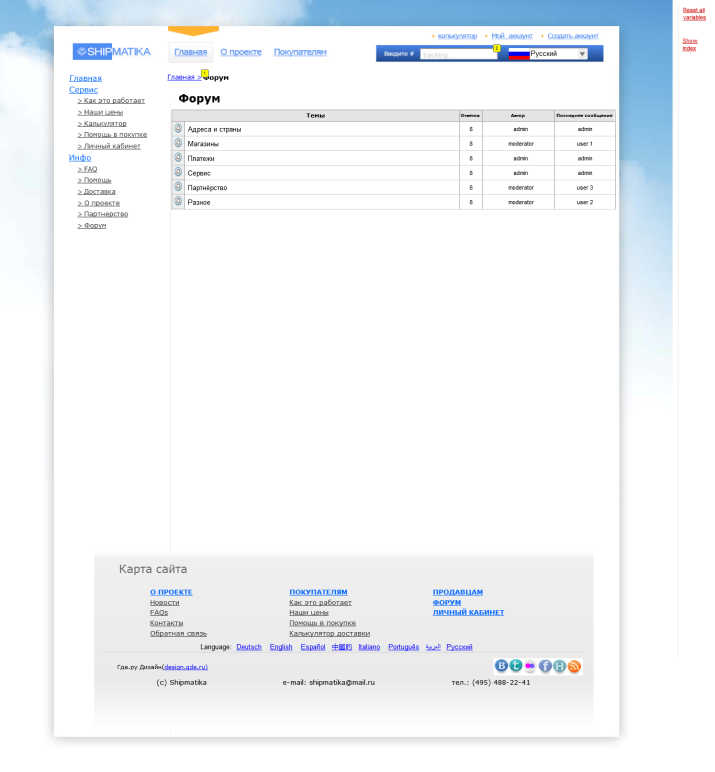 Reset all
variables
Show
index
калькулятор Мой аккаунт Создать аккаунт
SHIPMATIKA
Главная О проекте Покупателям
Введите # tracking Русский
Главная > Форум
Главная
Сервис
> Как это работает
> Наши цены
> Калькулятор
> Помощь в покупке
> Личный кабинет
Инфо
> FAQ
> Помощь
> Доставка
> О проекте
> Партнерство
> Форум
Форум
Темы Ответов Автор Последнее сообщение
Адреса и страны 8 admin admin
Магазины 8 moderator user 1
Платежи 8 admin admin
Сервис 8 admin admin
Партнёрство 8 moderator user 3
Разное 8 moderator user 2
Карта сайта
О ПРОЕКТЕ ПОКУПАТЕЛЯМ ПРОДАВЦАМ
Новости Как это работает ФОРУМ
FAQs Наши цены ЛИЧНЫЙ КАБИНЕТ
Контакты Помощь в покупке
Обратная связь Калькулятор доставки
Language: Deutsch English Español 中國的 Italiano Português العربية Русский
Где.ру Дизайн(design.gde.ru)
(c) Shipmatika e-mail: shipmatika@mail.ru тел.: (495) 488-22-41